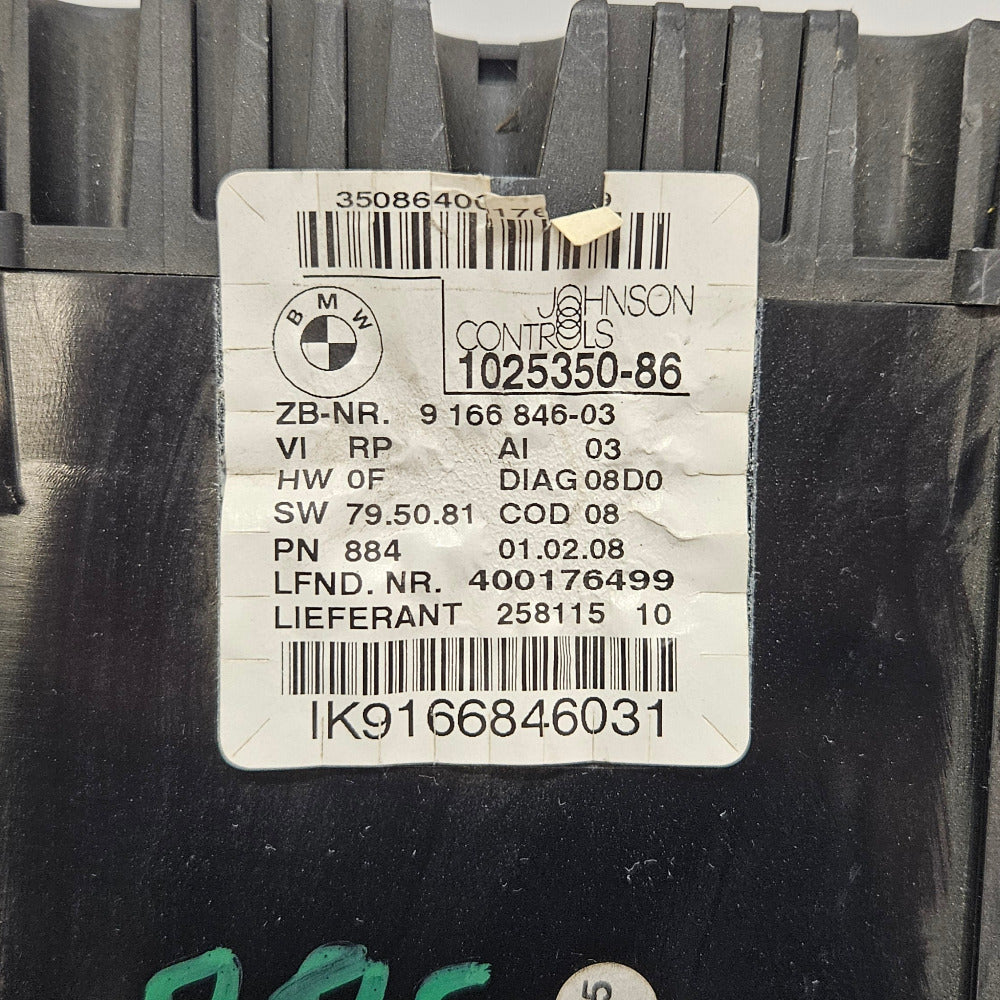 BMW
JOHNSON
CONTROLS
1025350-86
ZB-NR. 9 166 846-03
VI RP AI 03
HW 0F DIAG 08D0
SW 79.50.81 COD 08
PN 884 01.02.08
LFND. NR. 400176499
LIEFERANT 258115 10
IK9166846031
5